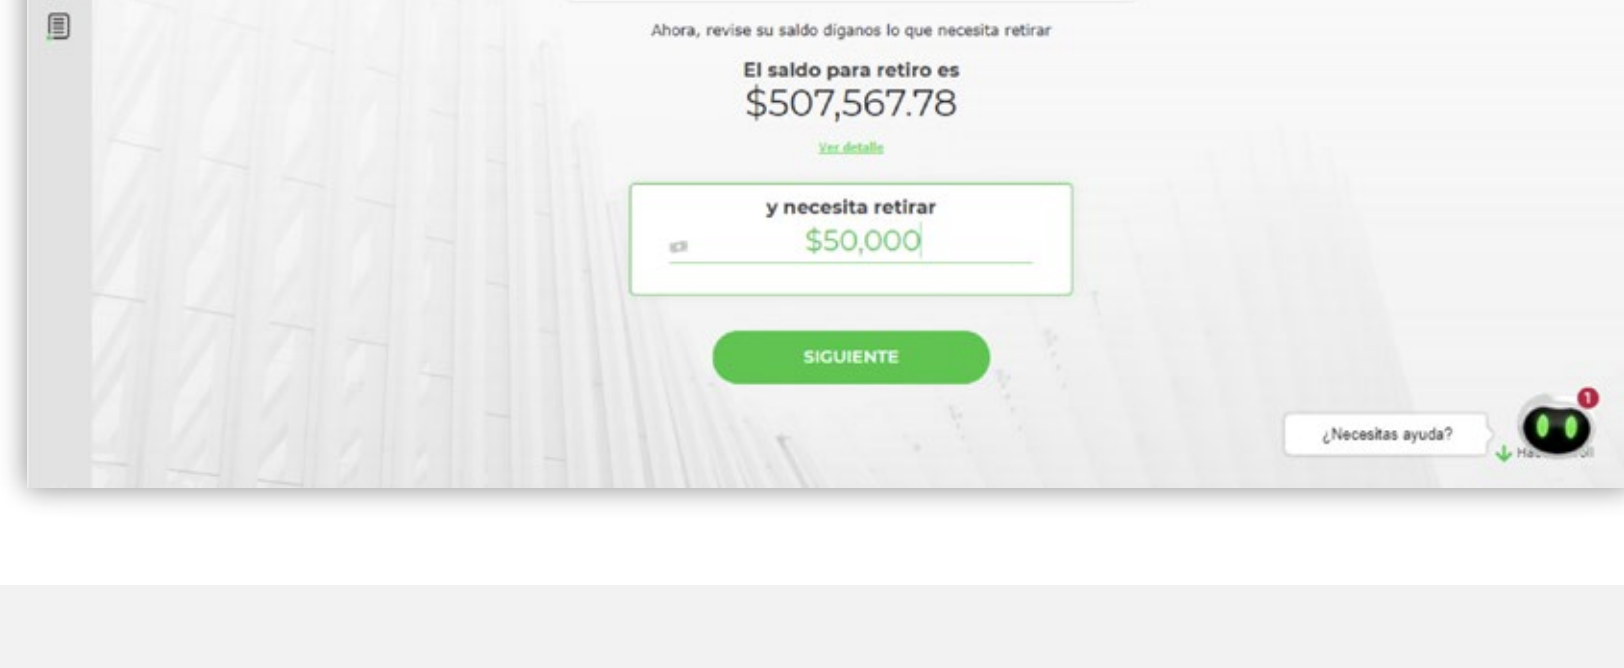 Ahora, revise su saldo díganos lo que necesita retirar
El saldo para retiro es
$507,567.78
Ver detalle
y necesita retirar
$50,000
SIGUIENTE
1
¿Necesitas ayuda?